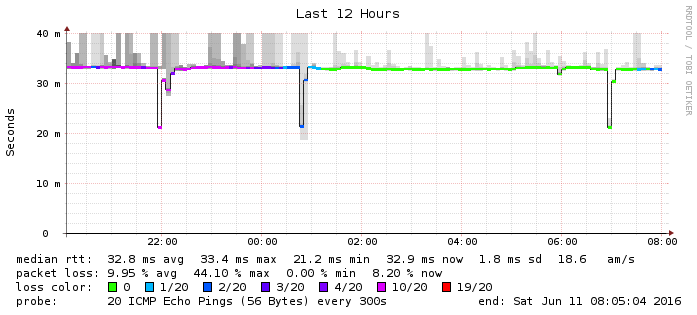 Last 12 Hours
RRDTOOL / TOBI OETIKER
Seconds
40 m
30 m
20 m
10 m
0
22:00 00:00 02:00 04:00 06:00 08:00
median rtt: 32.8 ms avg 33.4 ms max 21.2 ms min 32.9 ms now 1.8 ms sd 18.6 am/s
packet loss: 9.95 % avg 44.10 % max 0.00 % min 8.20 % now
loss color: 0 1/20 2/20 3/20 4/20 10/20 19/20
probe: 20 ICMP Echo Pings (56 Bytes) every 300s end: Sat Jun 11 08:05:04 2016